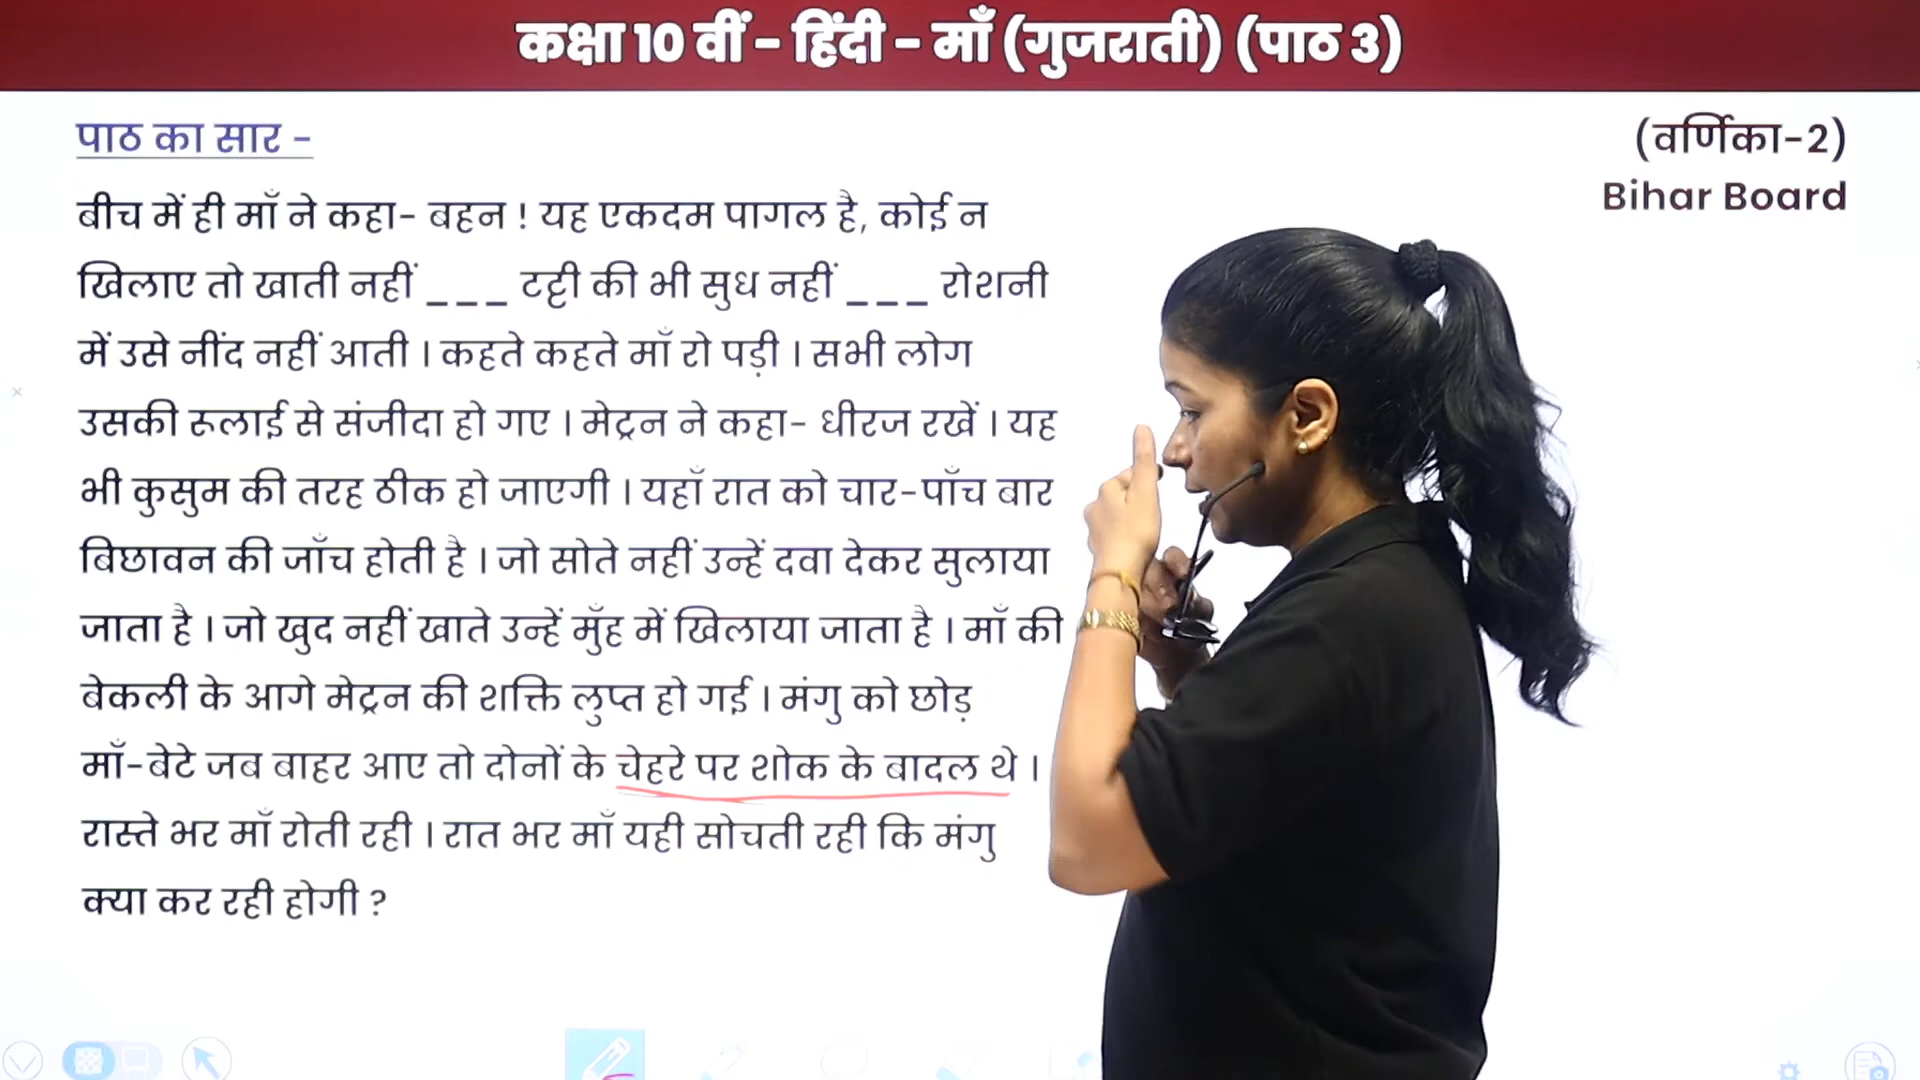 कक्षा 10 वीं - हिंदी - माँ (गुजराती) (पाठ 3)
पाठ का सार -
(वर्णिका-2)
Bihar Board
बीच में ही माँ ने कहा- बहन ! यह एकदम पागल है, कोई न
खिलाए तो खाती नहीं _ _ _ टट्टी की भी सुध नहीं _ _ _ रोशनी
में उसे नींद नहीं आती । कहते कहते माँ रो पड़ी । सभी लोग
उसकी रूलाई से संजीदा हो गए । मेट्रन ने कहा- धीरज रखें । यह
भी कुसुम की तरह ठीक हो जाएगी । यहाँ रात को चार-पाँच बार
बिछावन की जाँच होती है । जो सोते नहीं उन्हें दवा देकर सुलाया
जाता है । जो खुद नहीं खाते उन्हें मुँह में खिलाया जाता है । माँ की
बेकली के आगे मेट्रन की शक्ति लुप्त हो गई । मंगु को छोड़
माँ-बेटे जब बाहर आए तो दोनों के चेहरे पर शोक के बादल थे ।
रास्ते भर माँ रोती रही । रात भर माँ यही सोचती रही कि मंगु
क्या कर रही होगी ?